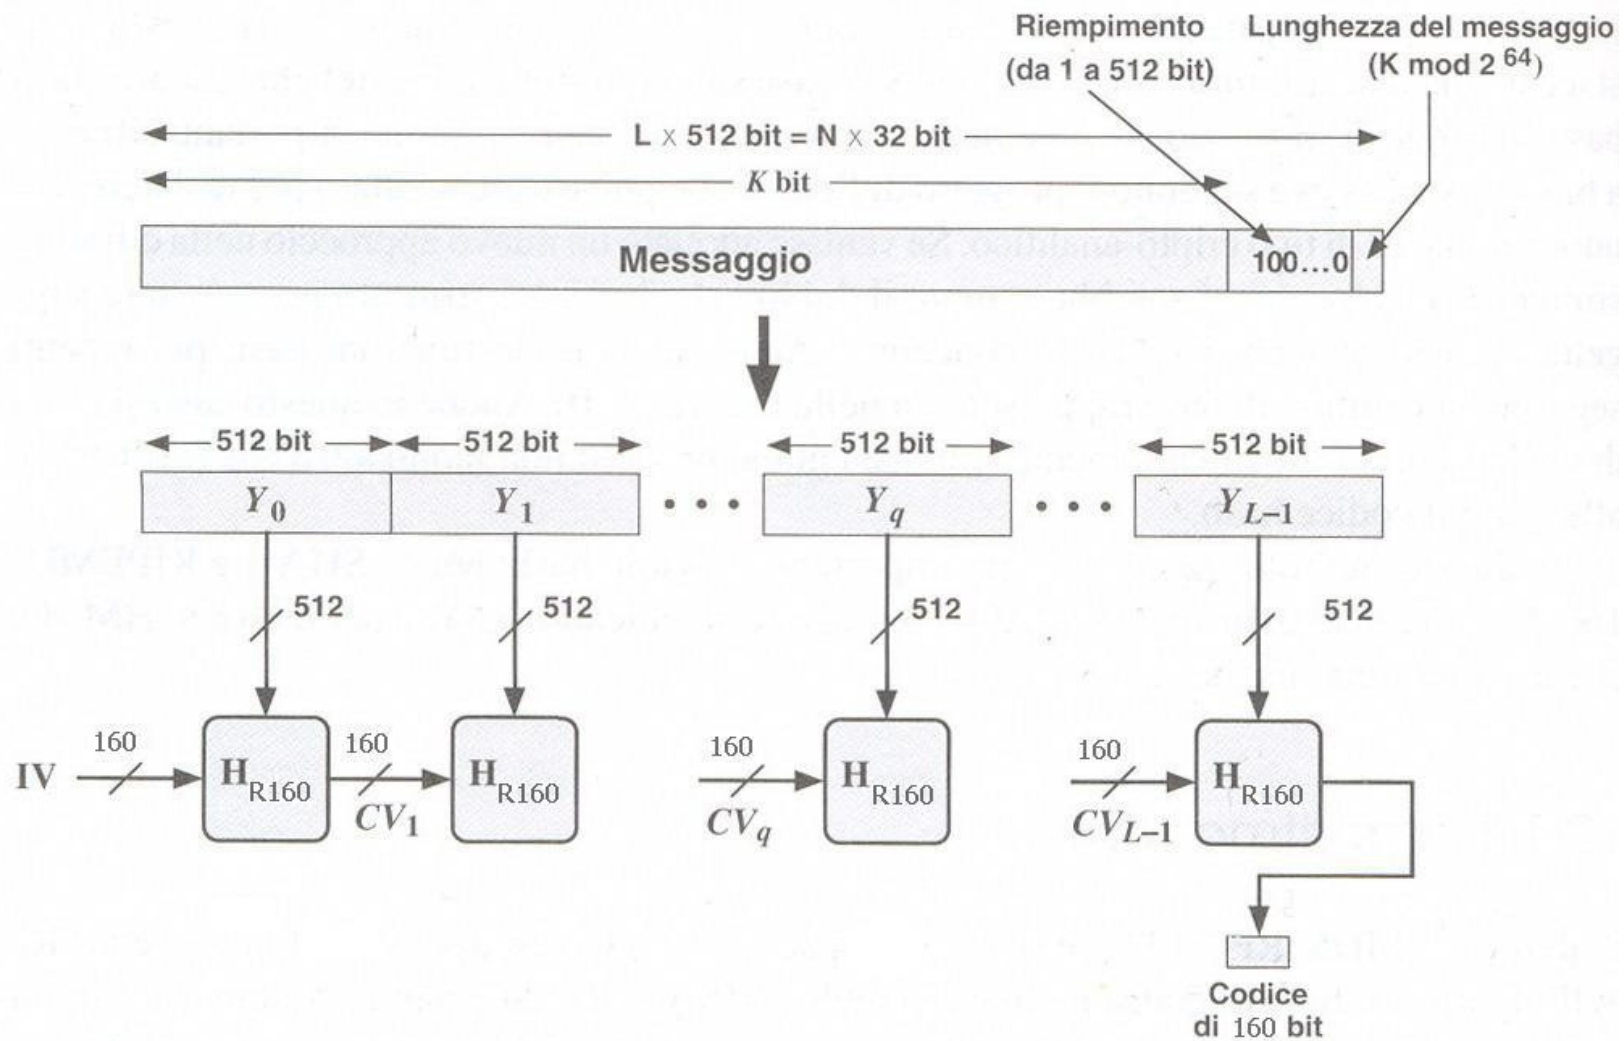 Riempimento
(da 1 a 512 bit)
Lunghezza del messaggio
(K mod 2 64)
L x 512 bit = N x 32 bit
K bit
Messaggio
100...0
512 bit
512 bit
512 bit
512 bit
Y0
Y1
• • •
Yq
• • •
YL–1
512
512
512
512
IV
160
HR160
160
CV1
HR160
160
CVq
HR160
160
CVL–1
HR160
Codice
di 160 bit